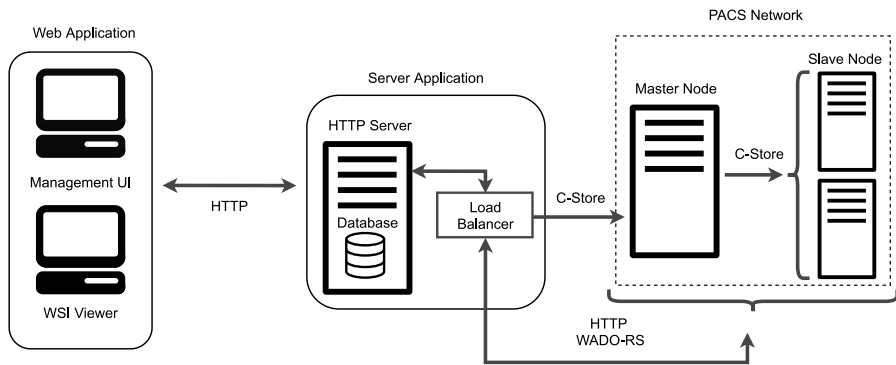 Web Application
Management UI
WSI Viewer
HTTP
Server Application
HTTP Server
Database
Load
Balancer
C-Store
PACS Network
Master Node
C-Store
Slave Node
HTTP
WADO-RS